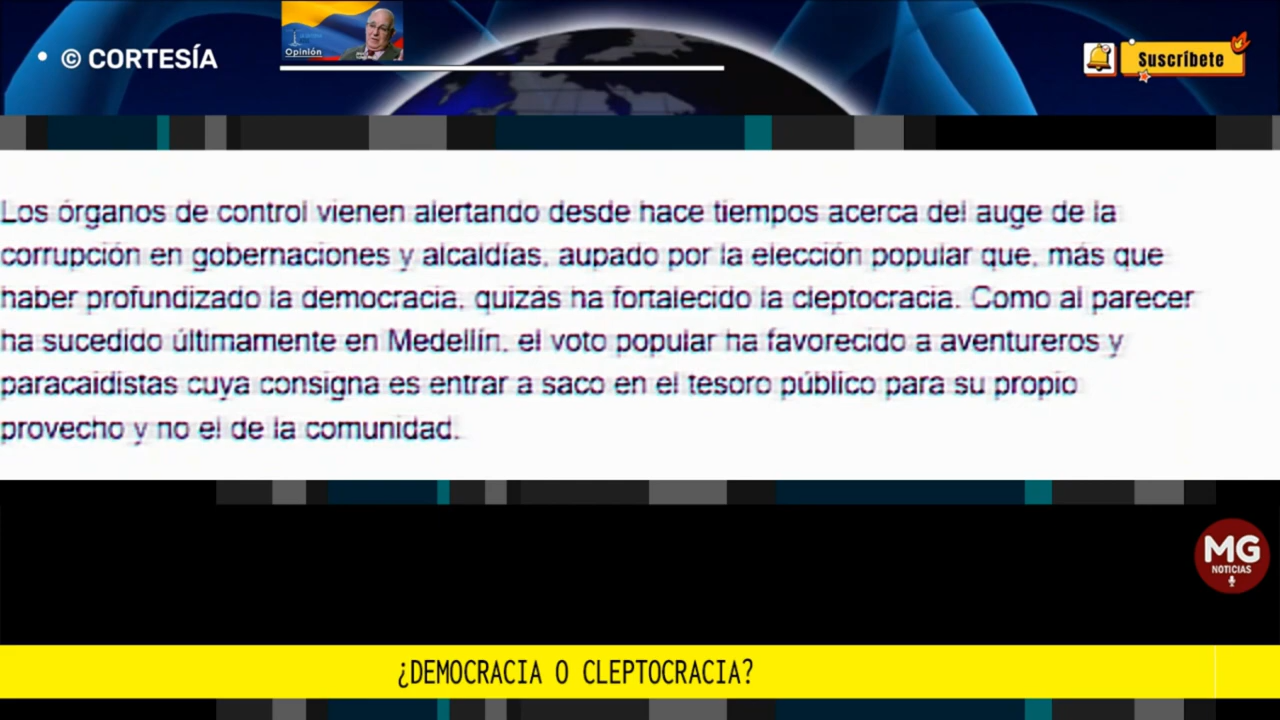 © CORTESÍA
Opinión
Suscríbete
Los órganos de control vienen alertando desde hace tiempos acerca del auge de la
corrupción en gobernaciones y alcaldías, aupado por la elección popular que, más que
haber profundizado la democracia, quizás ha fortalecido la cleptocracia. Como al parecer
ha sucedido últimamente en Medellín, el voto popular ha favorecido a aventureros y
paracaidistas cuya consigna es entrar a saco en el tesoro público para su propio
provecho y no el de la comunidad.
MG
NOTICIAS
¿DEMOCRACIA O CLEPTOCRACIA?